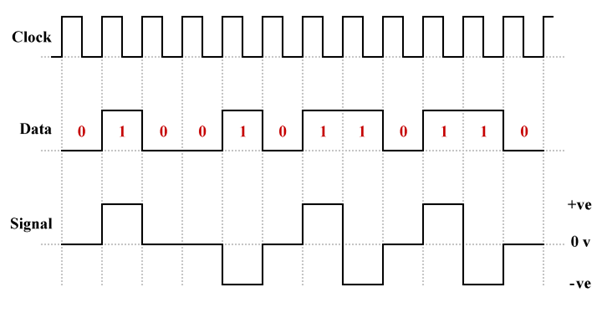 Clock
Data 0 1 0 0 1 0 1 1 0 1 1 0
+ve
Signal
0 v
-ve